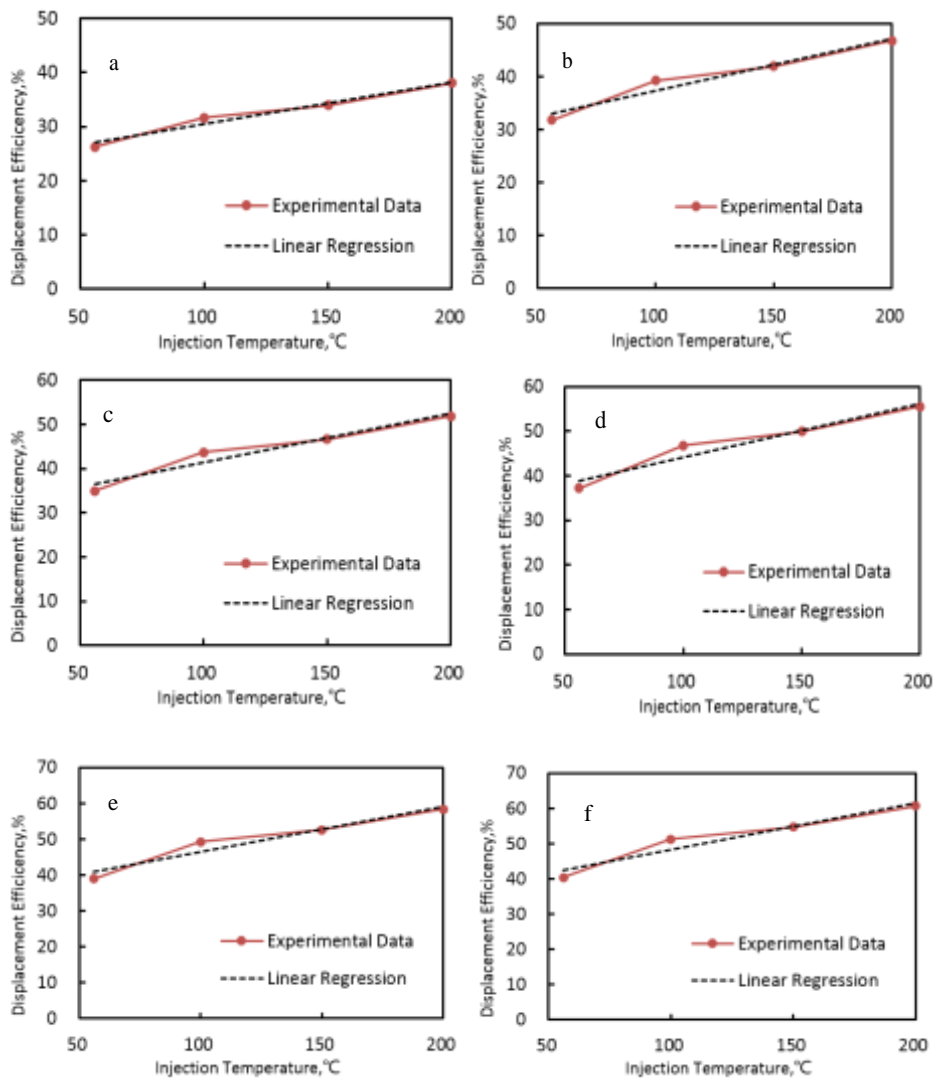 a
50
40
30
20
10
0
Displacement Efficicency,%
Experimental Data
Linear Regression
50 100 150 200
Injection Temperature,℃
b
50
40
30
20
10
0
Displacement Efficicency,%
Experimental Data
Linear Regression
50 100 150 200
Injection Temperature,℃
c
60
50
40
30
20
10
0
Displacement Efficicency,%
Experimental Data
Linear Regression
50 100 150 200
Injection Temperature,℃
d
60
50
40
30
20
10
0
Displacement Efficicency,%
Experimental Data
Linear Regression
50 100 150 200
Injection Temperature,℃
e
70
60
50
40
30
20
10
0
Displacement Efficicency,%
Experimental Data
Linear Regression
50 100 150 200
Injection Temperature,℃
f
70
60
50
40
30
20
10
0
Displacement Efficicency,%
Experimental Data
Linear Regression
50 100 150 200
Injection Temperature,℃